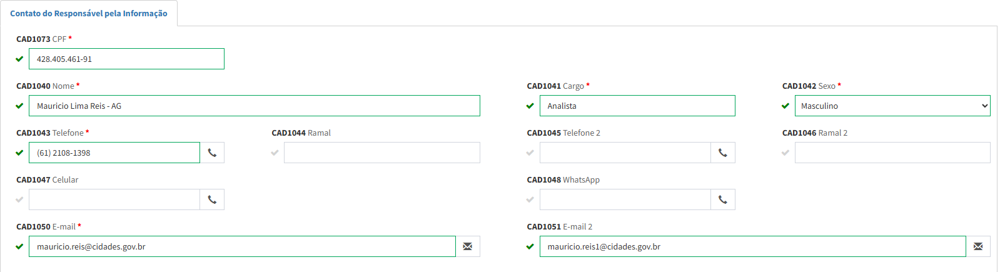 Contato do Responsável pela Informação
CAD1073 CPF *
428.405.461-91
CAD1040 Nome * CAD1041 Cargo * CAD1042 Sexo *
Mauricio Lima Reis - AG Analista Masculino
CAD1043 Telefone * CAD1044 Ramal CAD1045 Telefone 2 CAD1046 Ramal 2
(61) 2108-1398
CAD1047 Celular CAD1048 WhatsApp
CAD1050 E-mail * CAD1051 E-mail 2
mauricio.reis@cidades.gov.br mauricio.reis1@cidades.gov.br